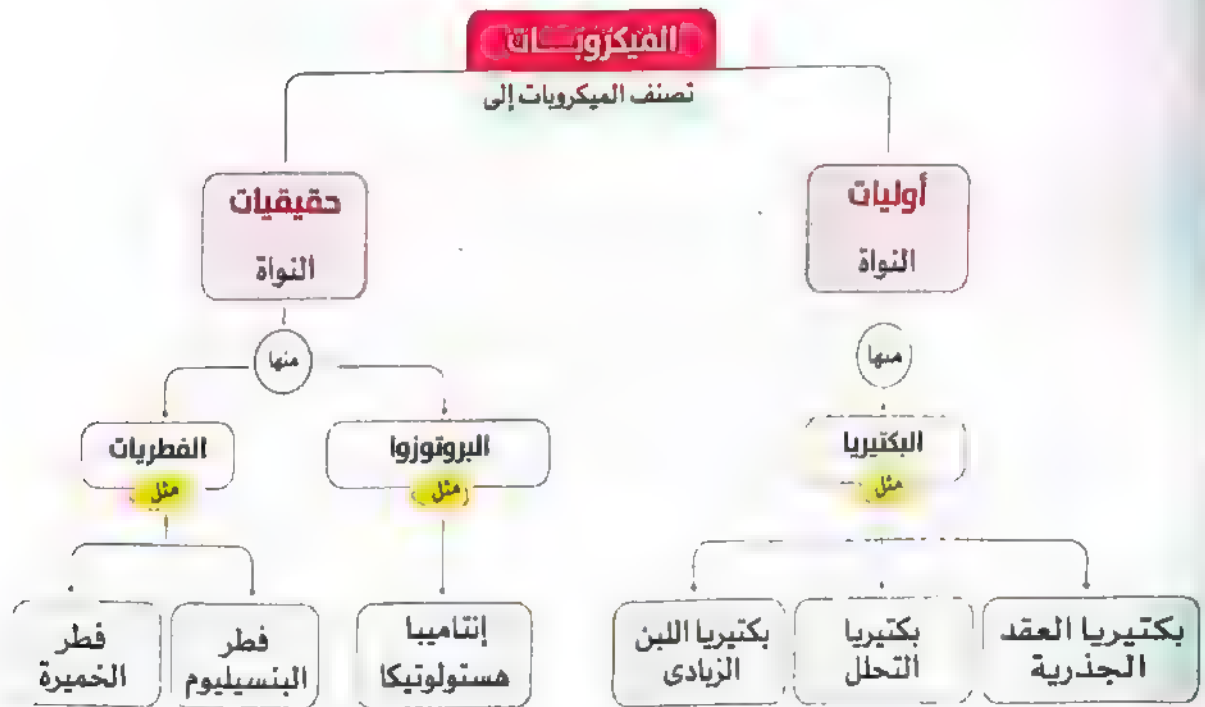 الميكروبات
تصنف الميكروبات إلى
أوليات
النواة
حقيقيات
النواة
منها
منها
البكتيريا
مثل
البروتوزوا
مثل
الفطريات
مثل
بكتيريا العقد
الجذرية
بكتيريا
التحلل
بكتيريا اللبن
الزبادى
إنتاميبا
هستولوتيكا
فطر
البنسيليوم
فطر
الخميرة